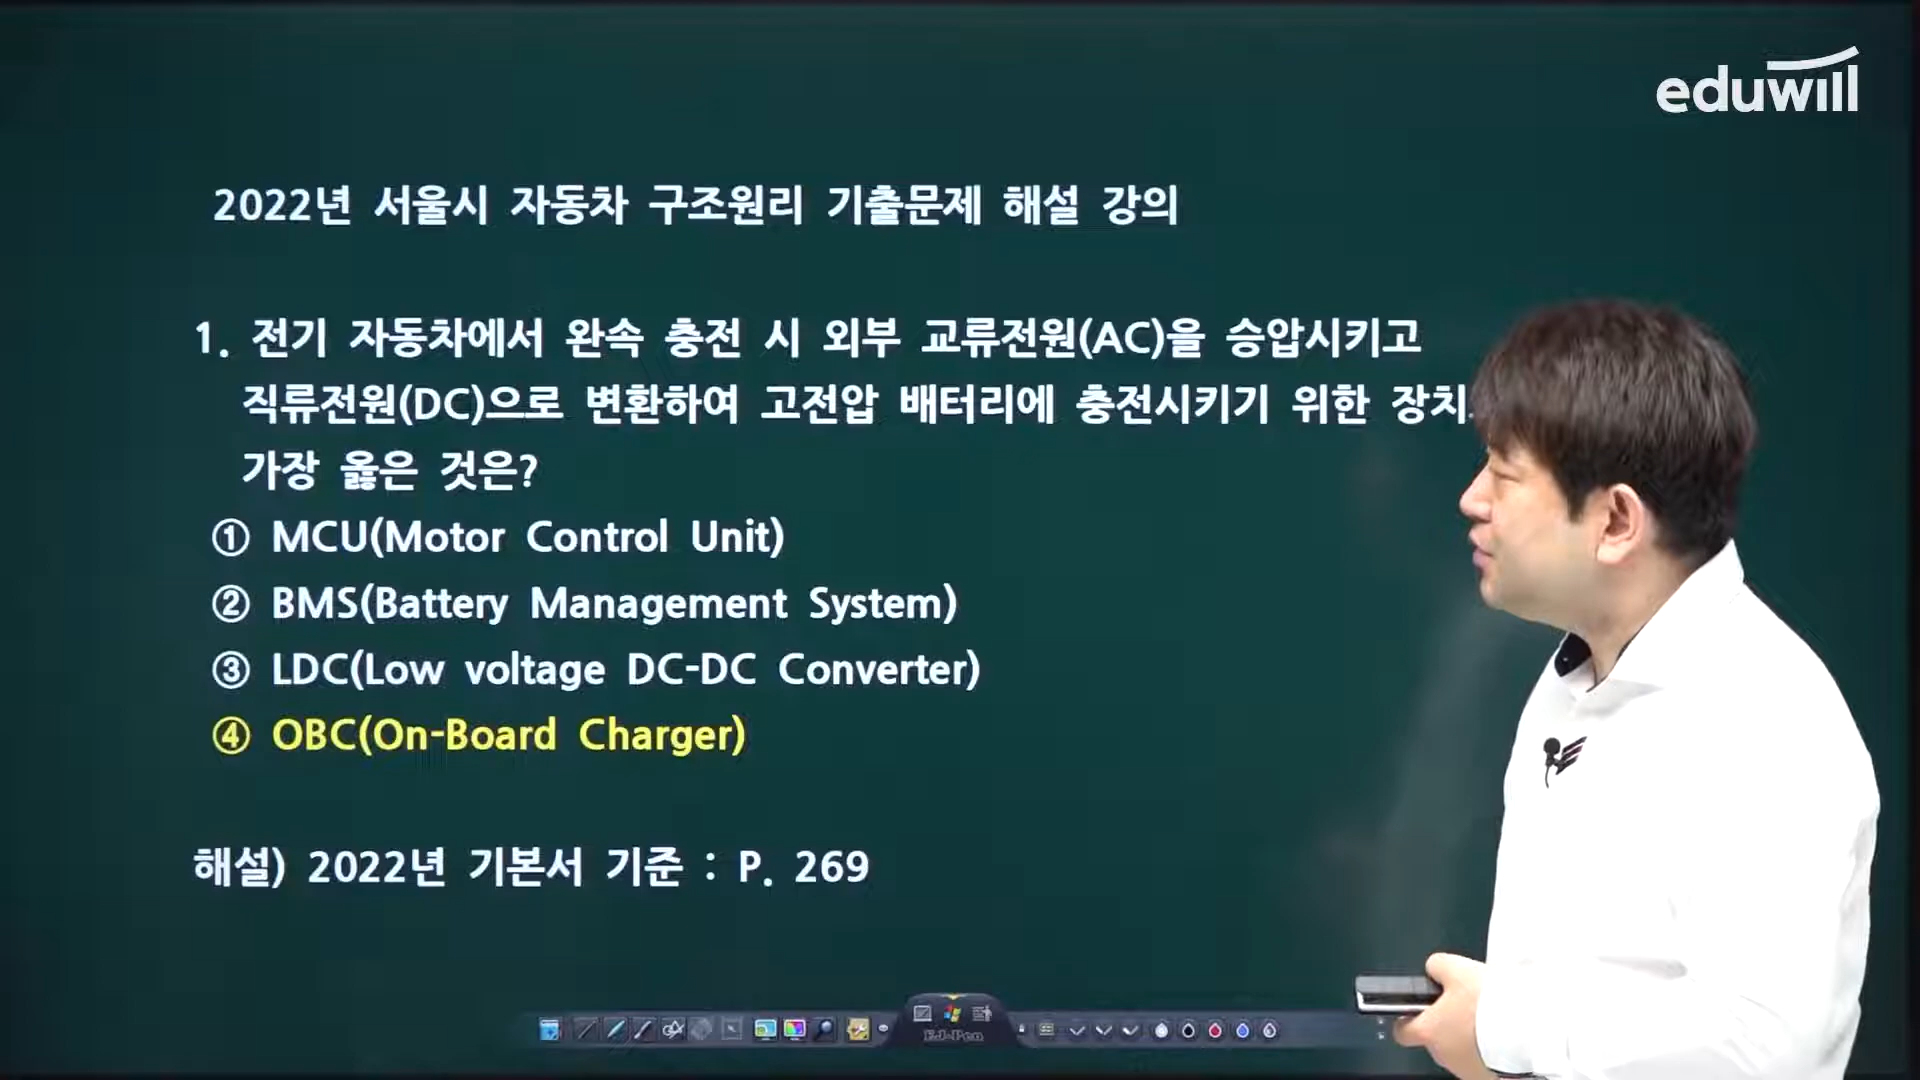 eduwill
2022년 서울시 자동차 구조원리 기출문제 해설 강의
1. 전기 자동차에서 완속 충전 시 외부 교류전원(AC)을 승압시키고
직류전원(DC)으로 변환하여 고전압 배터리에 충전시키기 위한 장치
가장 옳은 것은?
① MCU(Motor Control Unit)
② BMS(Battery Management System)
③ LDC(Low voltage DC-DC Converter)
④ OBC(On-Board Charger)
해설) 2022년 기본서 기준 : P. 269
EJ-Pen